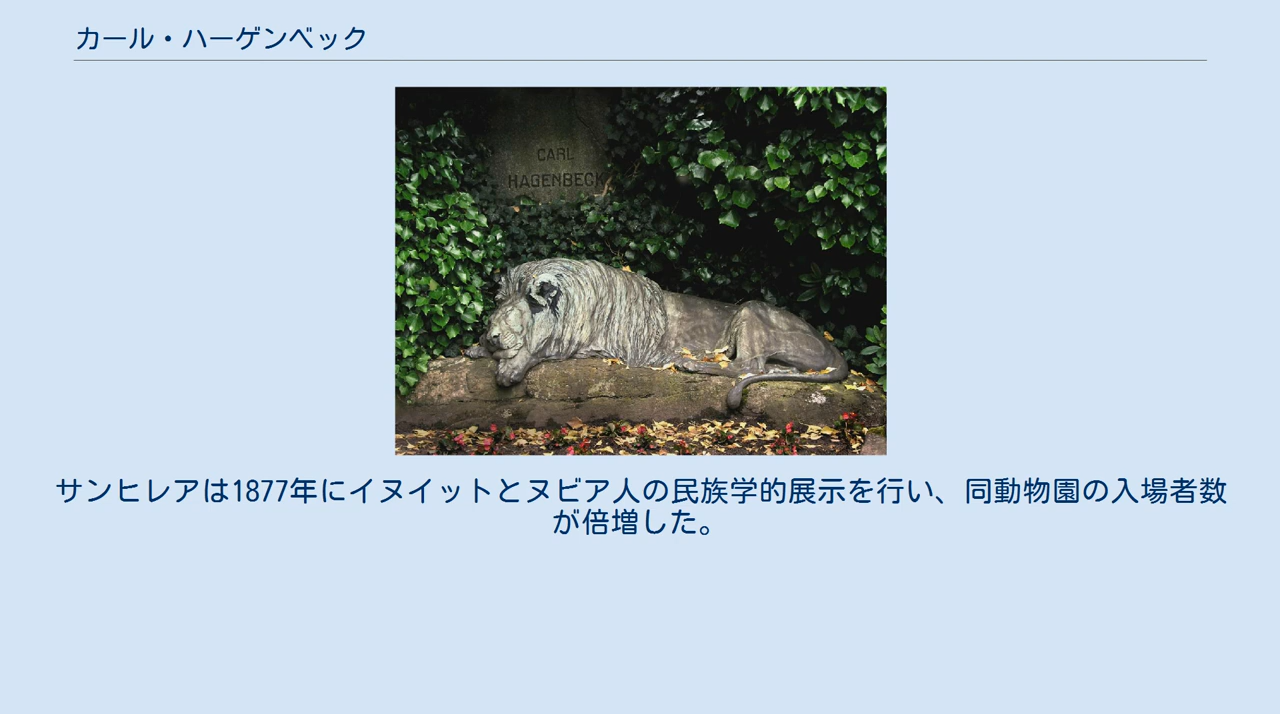 カール・ハーゲンベック
CARL
HAGENBECK
サンヒレアは1877年にイヌイットとヌビア人の民族学的展示を行い、同動物園の入場者数
が倍増した。